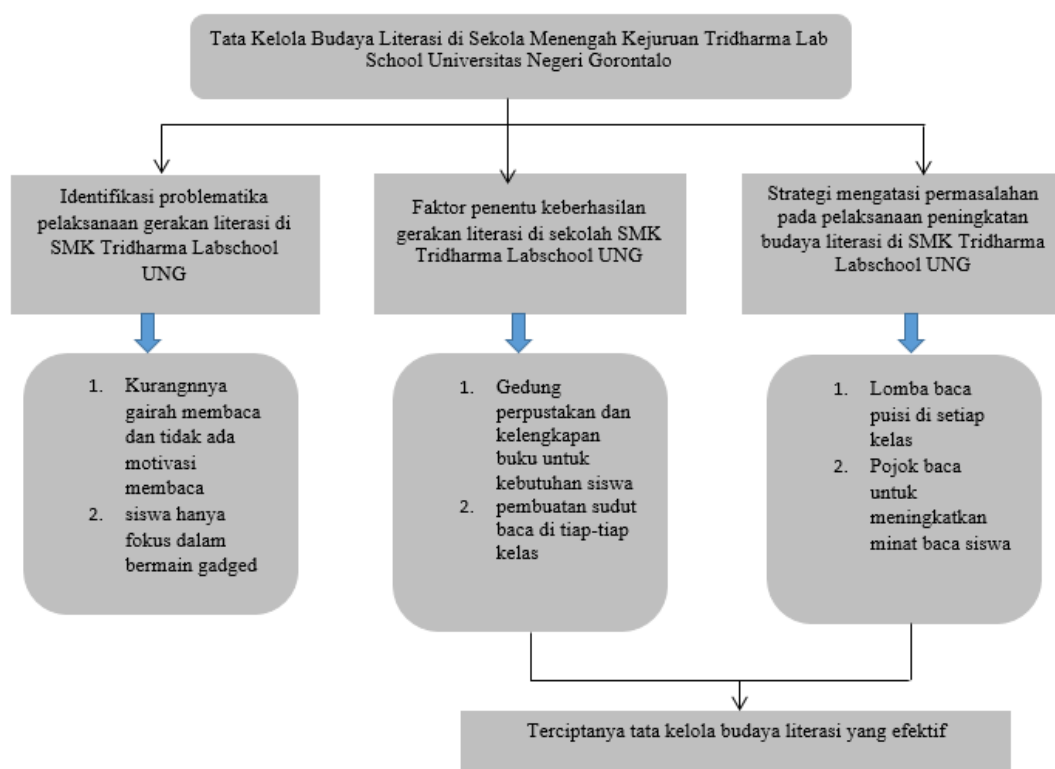 Tata Kelola Budaya Literasi di Sekola Menengah Kejuruan Tridharma Lab
School Universitas Negeri Gorontalo
Identifikasi problematika
pelaksanaan gerakan literasi di
SMK Tridharma Labschool
UNG
Faktor penentu keberhasilan
gerakan literasi di sekolah SMK
Tridharma Labschool UNG
Strategi mengatasi permasalahan
pada pelaksanaan peningkatan
budaya literasi di SMK Tridharma
Labschool UNG
1. Kurangnnya
gairah membaca
dan tidak ada
motivasi
membaca
2. siswa hanya
fokus dalam
bermain gadged
1. Gedung
perpustakan dan
kelengkapan
buku untuk
kebutuhan siswa
2. pembuatan sudut
baca di tiap-tiap
kelas
1. Lomba baca
puisi di setiap
kelas
2. Pojok baca
untuk
meningkatkan
minat baca siswa
Terciptanya tata kelola budaya literasi yang efektif